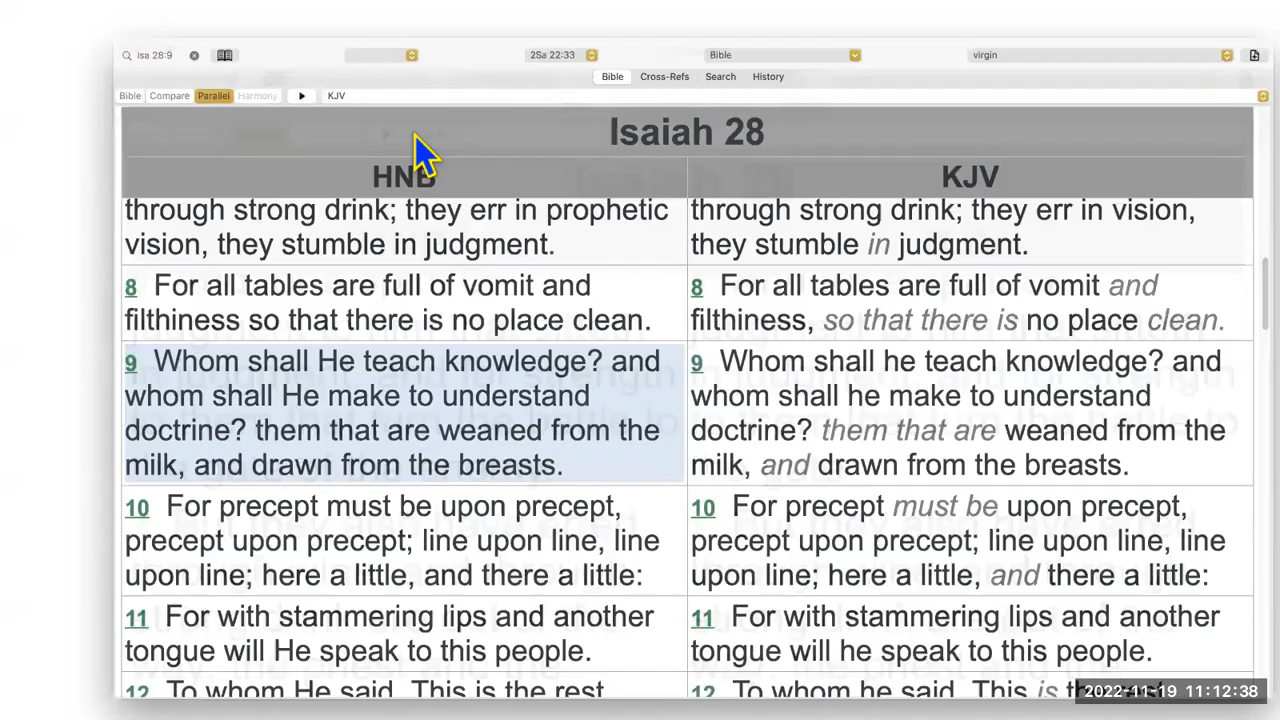 isa 28:9
2Sa 22:33
Bible
virgin
Bible Cross-Refs Search History
Bible Compare Parallel Harmony KJV
Isaiah 28
HNB
through strong drink; they err in prophetic
vision, they stumble in judgment.
8 For all tables are full of vomit and
filthiness so that there is no place clean.
9 Whom shall He teach knowledge? and
whom shall He make to understand
doctrine? them that are weaned from the
milk, and drawn from the breasts.
10 For precept must be upon precept,
precept upon precept; line upon line, line
upon line; here a little, and there a little:
11 For with stammering lips and another
tongue will He speak to this people.
12 To whom He said, This is the rest
KJV
through strong drink; they err in vision,
they stumble in judgment.
8 For all tables are full of vomit and
filthiness, so that there is no place clean.
9 Whom shall he teach knowledge? and
whom shall he make to understand
doctrine? them that are weaned from the
milk, and drawn from the breasts.
10 For precept must be upon precept,
precept upon precept; line upon line, line
upon line; here a little, and there a little:
11 For with stammering lips and another
tongue will he speak to this people.
12 To whom he said, This is
2022-11-19 11:12:38